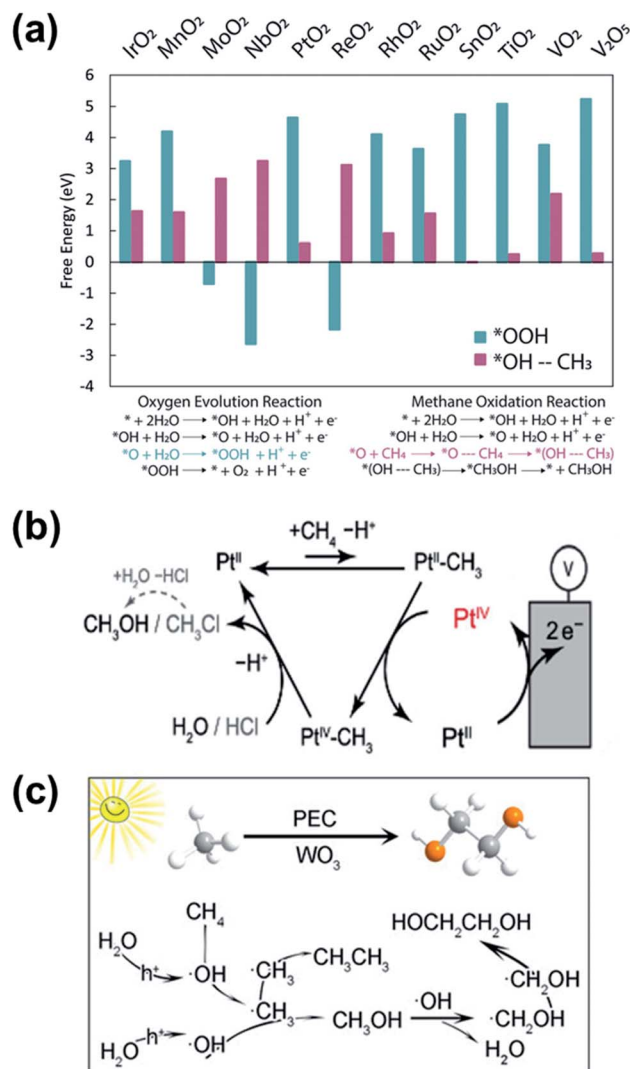 (a)
IrO₂ MnO₂ MoO₂ NbO₂ PtO₂ ReO₂ RhO₂ RuO₂ SnO₂ TiO₂ VO₂ V₂O₅
6
5
4
3
2
1
0
-1
-2
-3
-4
Free Energy (eV)
*OOH
*OH -- CH₃
Oxygen Evolution Reaction
* + 2H₂O → *OH + H₂O + H⁺ + e⁻
*OH + H₂O → *O + H₂O + H⁺ + e⁻
*O + H₂O → *OOH + H⁺ + e⁻
*OOH → * + O₂ + H⁺ + e⁻
Methane Oxidation Reaction
* + 2H₂O → *OH + H₂O + H⁺ + e⁻
*OH + H₂O → *O + H₂O + H⁺ + e⁻
*O + CH₄ → *O --- CH₄ → *(OH --- CH₃)
*(OH --- CH₃) → *CH₃OH → * + CH₃OH
(b)
+CH₄ −H⁺
Ptᴵᴵ
Ptᴵᴵ–CH₃
+H₂O −HCl
CH₃OH / CH₃Cl
−H⁺
H₂O / HCl
Ptᴵⱽ–CH₃
Ptᴵⱽ
Ptᴵᴵ
2e⁻
V
(c)
PEC
WO₃
CH₄
H₂O
h⁺
·OH
·CH₃
CH₃CH₃
·CH₃
H₂O
h⁺
·OH
CH₃OH
·OH
H₂O
·CH₂OH
·CH₂OH
HOCH₂CH₂OH